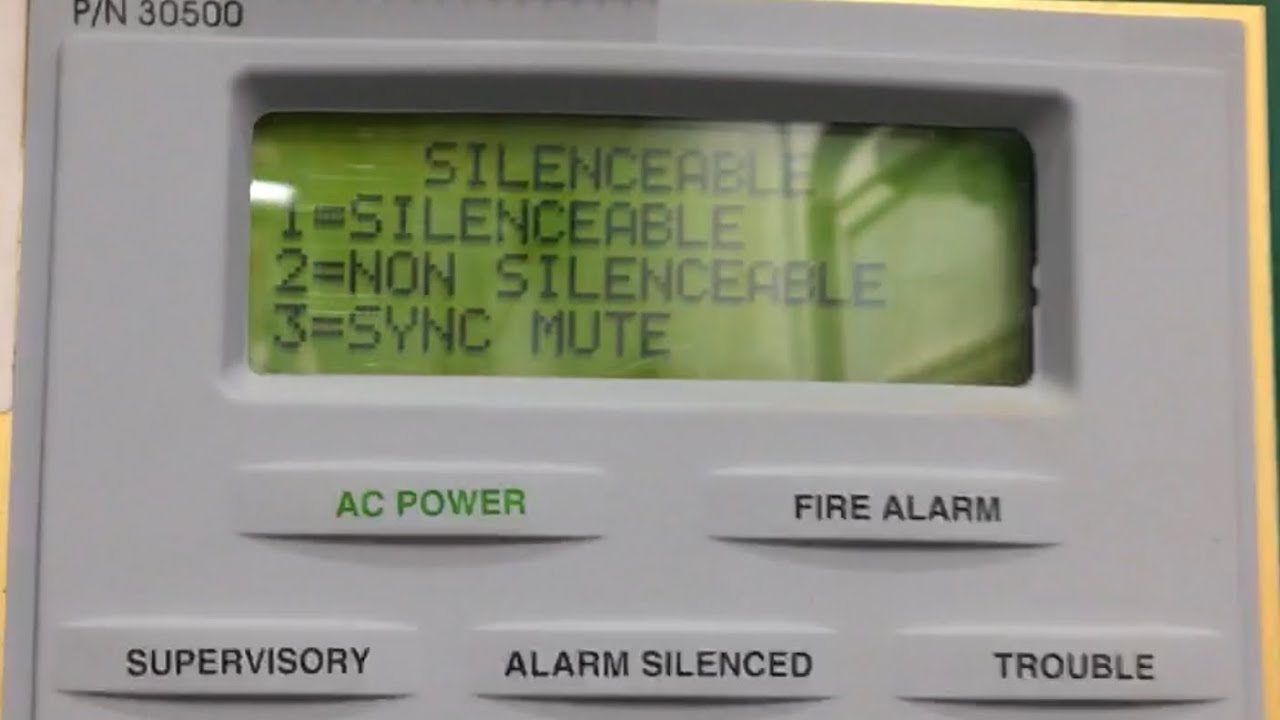 P/N 30500
SILENCEABLE
1=SILENCEABLE
2=NON SILENCEABLE
3=SYNC MUTE
AC POWER
FIRE ALARM
SUPERVISORY
ALARM SILENCED
TROUBLE